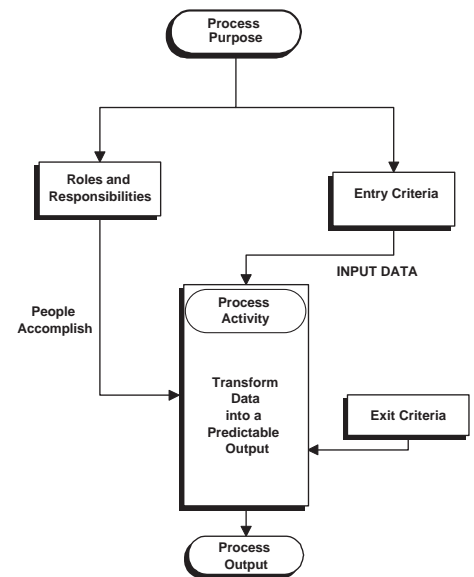 Process
Purpose
Roles and
Responsibilities
Entry Criteria
INPUT DATA
Process
Activity
People
Accomplish
Transform
Data
into a
Predictable
Output
Exit Criteria
Process
Output